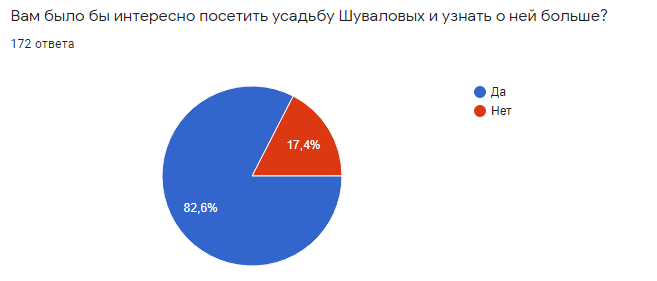 Вам было бы интересно посетить усадьбу Шуваловых и узнать о ней больше?
172 ответа
Да
Нет
17,4%
82,6%